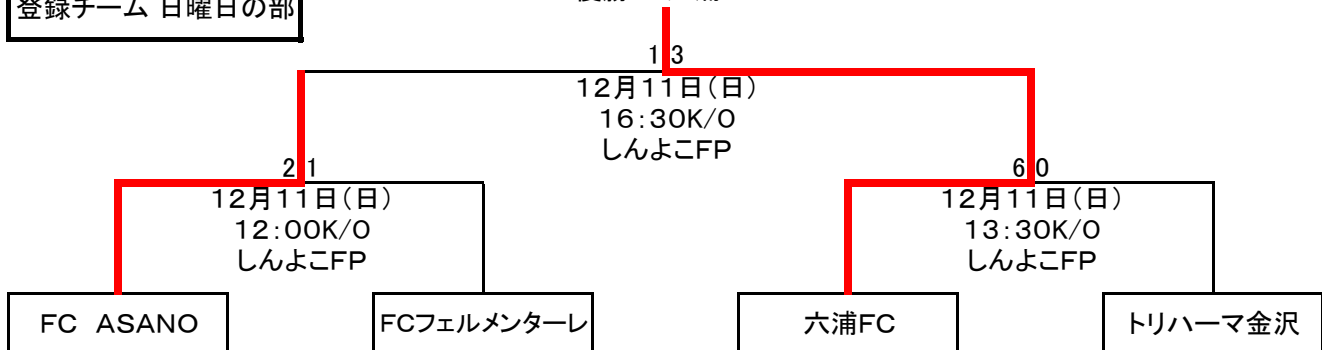 登録チーム 日曜日の部
1 3
12月11日(日)
16:30K/O
しんよこFP
2 1
12月11日(日)
12:00K/O
しんよこFP
6 0
12月11日(日)
13:30K/O
しんよこFP
FC ASANO
FCフェルメンターレ
六浦FC
トリハーマ金沢